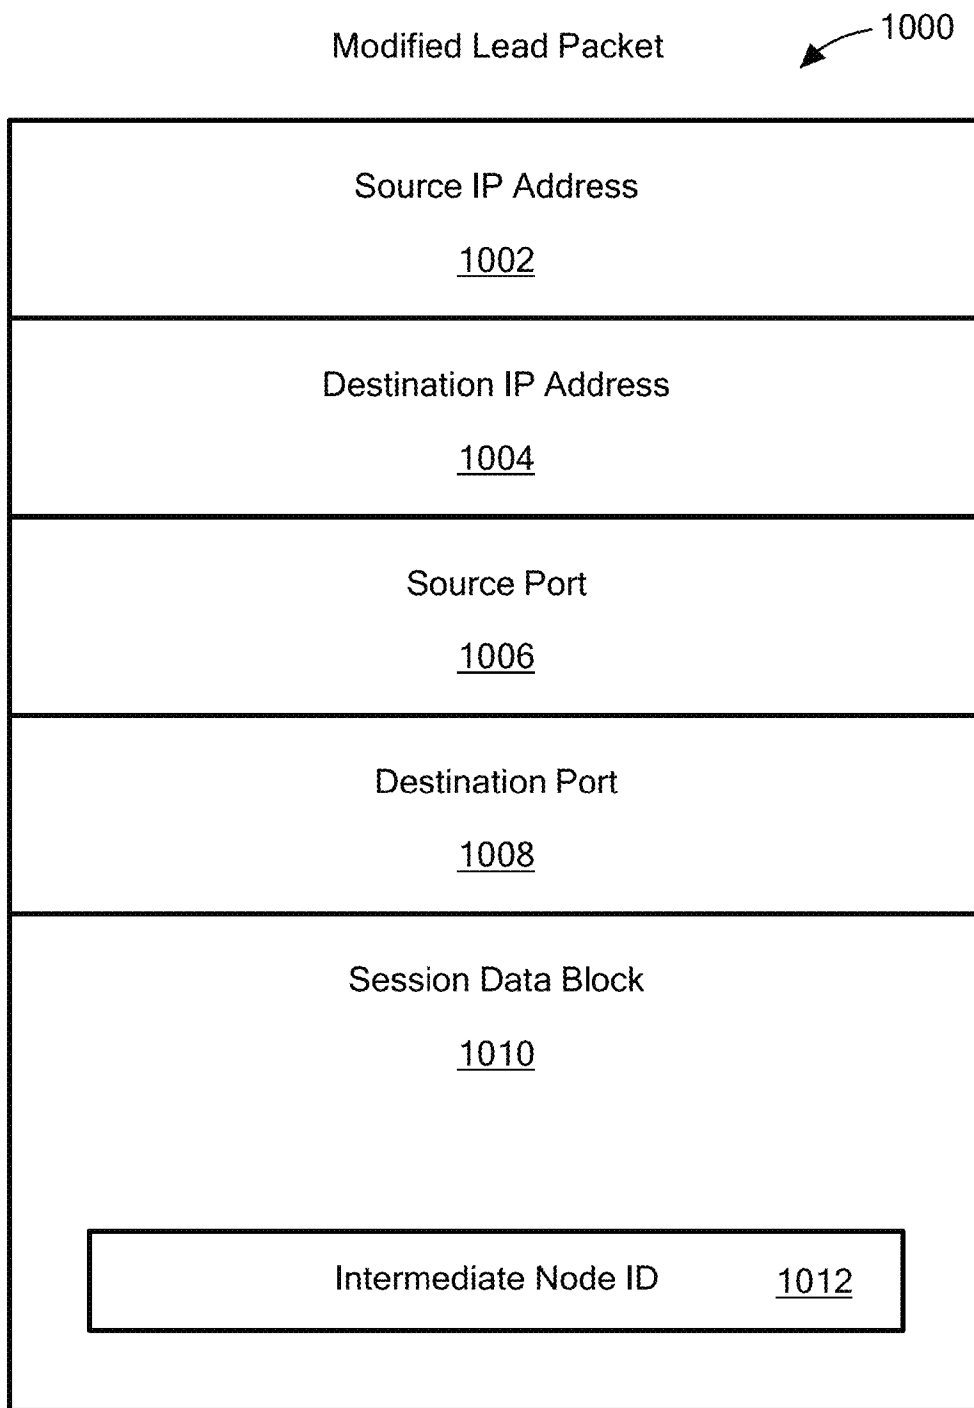 Modified Lead Packet
1000
Source IP Address
1002
Destination IP Address
1004
Source Port
1006
Destination Port
1008
Session Data Block
1010
Intermediate Node ID 1012